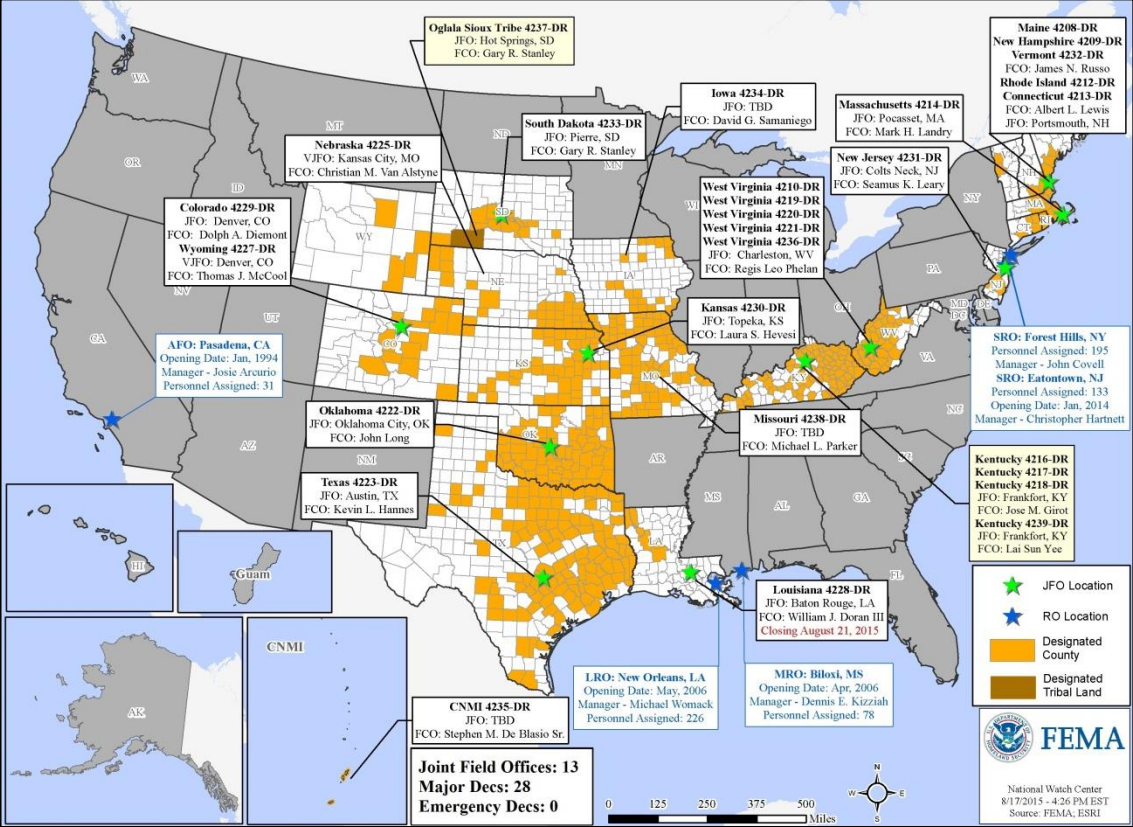 Oglala Sioux Tribe 4237-DR
JFO: Hot Springs, SD
FCO: Gary R. Stanley
Maine 4208-DR
New Hampshire 4209-DR
Vermont 4232-DR
FCO: James N. Russo
Rhode Island 4212-DR
Connecticut 4213-DR
FCO: Albert L. Lewis
JFO: Portsmouth, NH
Iowa 4234-DR
JFO: TBD
FCO: David G. Samaniego
Massachusetts 4214-DR
JFO: Pocasset, MA
FCO: Mark H. Landry
South Dakota 4233-DR
JFO: Pierre, SD
FCO: Gary R. Stanley
Nebraska 4225-DR
VJFO: Kansas City, MO
FCO: Christian M. Van Alstyne
New Jersey 4231-DR
JFO: Colts Neck, NJ
FCO: Seamus K. Leary
West Virginia 4210-DR
West Virginia 4219-DR
West Virginia 4220-DR
West Virginia 4221-DR
West Virginia 4236-DR
JFO: Charleston, WV
FCO: Regis Leo Phelan
Colorado 4229-DR
JFO: Denver, CO
FCO: Dolph A. Diemont
Wyoming 4227-DR
VJFO: Denver, CO
FCO: Thomas J. McCool
Kansas 4230-DR
JFO: Topeka, KS
FCO: Laura S. Hevesi
AFO: Pasadena, CA
Opening Date: Jan, 1994
Manager - Josie Arcurio
Personnel Assigned: 31
SRO: Forest Hills, NY
Personnel Assigned: 195
Manager - John Covell
SRO: Eatontown, NJ
Personnel Assigned: 133
Opening Date: Jan, 2014
Manager - Christopher Hartnett
Oklahoma 4222-DR
JFO: Oklahoma City, OK
FCO: John Long
Missouri 4238-DR
JFO: TBD
FCO: Michael L. Parker
Texas 4223-DR
JFO: Austin, TX
FCO: Kevin L. Hannes
Kentucky 4216-DR
Kentucky 4217-DR
Kentucky 4218-DR
JFO: Frankfort, KY
FCO: Jose M. Girot
Kentucky 4239-DR
JFO: Frankfort, KY
FCO: Lai Sun Yee
Louisiana 4228-DR
JFO: Baton Rouge, LA
FCO: William J. Doran III
Closing August 21, 2015
LRO: New Orleans, LA
Opening Date: May, 2006
Manager - Michael Womack
Personnel Assigned: 226
MRO: Biloxi, MS
Opening Date: Apr, 2006
Manager - Dennis E. Kizziah
Personnel Assigned: 78
CNMI 4235-DR
JFO: TBD
FCO: Stephen M. De Blasio Sr.
Joint Field Offices: 13
Major Decs: 28
Emergency Decs: 0
WA
MT
ND
MN
OR
ID
WY
SD
WI
NY
VT
NH
MA
CT
RI
NV
UT
CO
NE
IA
OH
PA
NJ
MD
DE
DC
CA
KS
MO
KY
WV
VA
AZ
NM
OK
AR
NC
SC
TX
LA
MS
AL
GA
FL
HI
Guam
AK
CNMI
JFO Location
RO Location
Designated
County
Designated
Tribal Land
U.S. DEPARTMENT OF
HOMELAND SECURITY
FEMA
National Watch Center
8/17/2015 - 4:26 PM EST
Source: FEMA; ESRI
N
W
E
S
0 125 250 500
Miles